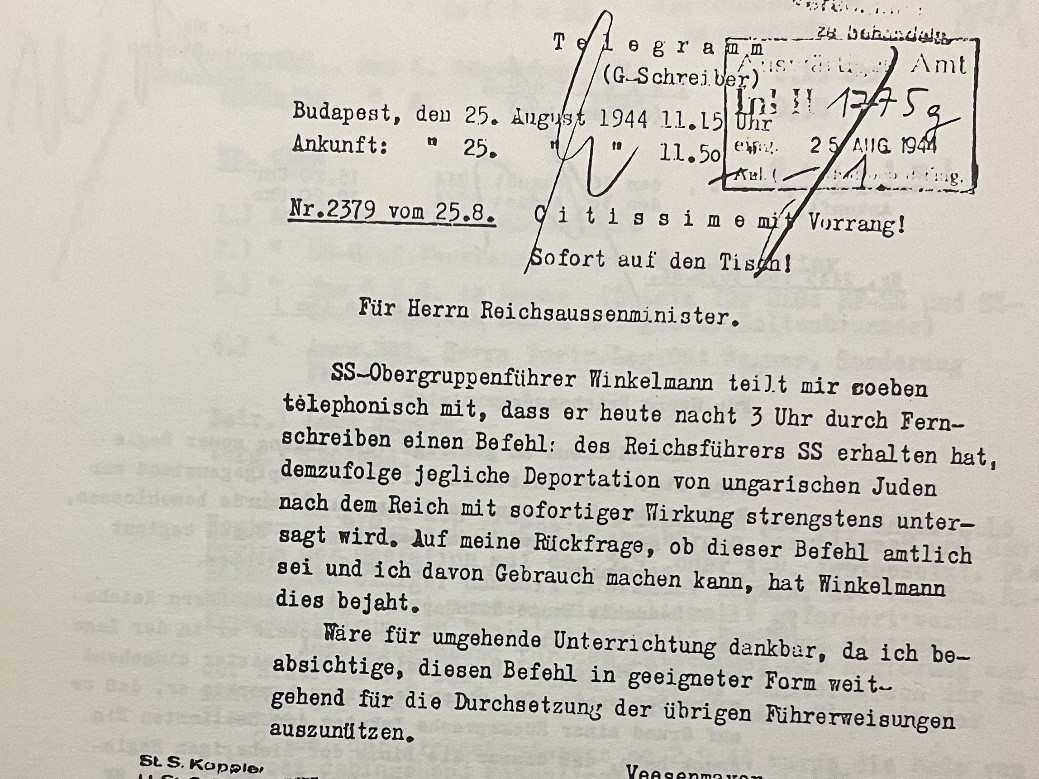 zu behandeln
T e l e g r a m m
(G-Schreiber)
Auswärtiges Amt
Inl II 1775g
eing. 25 AUG. 1944
Budapest, den 25. August 1944 11.15 Uhr
Ankunft: " 25. " " 11.50
Nr.2379 vom 25.8. C i t i s s i m e mit Vorrang!
Sofort auf den Tisch!
Für Herrn Reichsaussenminister.
SS-Obergruppenführer Winkelmann teilt mir soeben
telephonisch mit, dass er heute nacht 3 Uhr durch Fern-
schreiben einen Befehl: des Reichsführers SS erhalten hat,
demzufolge jegliche Deportation von ungarischen Juden
nach dem Reich mit sofortiger Wirkung strengstens unter-
sagt wird. Auf meine Rückfrage, ob dieser Befehl amtlich
sei und ich davon Gebrauch machen kann, hat Winkelmann
dies bejaht.
Wäre für umgehende Unterrichtung dankbar, da ich be-
absichtige, diesen Befehl in geeigneter Form weit-
gehend für die Durchsetzung der übrigen Führerweisungen
auszunützen.
St.S. Keppler
Veesenmayer